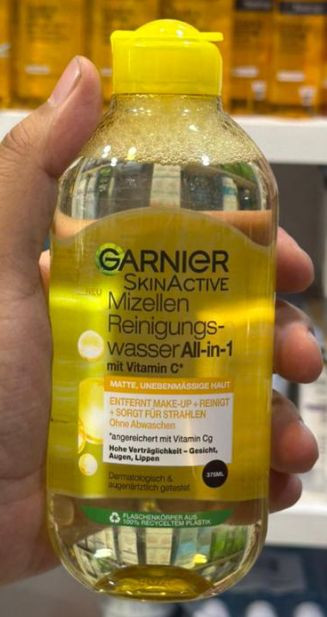 GARNIER
SKINACTIVE
NEU
Mizellen
Reinigungs-
wasser All-in-1
mit Vitamin C*
MATTE, UNEBENMÄSSIGE HAUT
ENTFERNT MAKE-UP + REINIGT
+ SORGT FÜR STRAHLEN
Ohne Abwaschen
*angereichert mit Vitamin Cg
Hohe Verträglichkeit – Gesicht,
Augen, Lippen
375ML
Dermatologisch &
augenärztlich getestet
FLASCHENKÖRPER AUS
100% RECYCELTEM PLASTIK